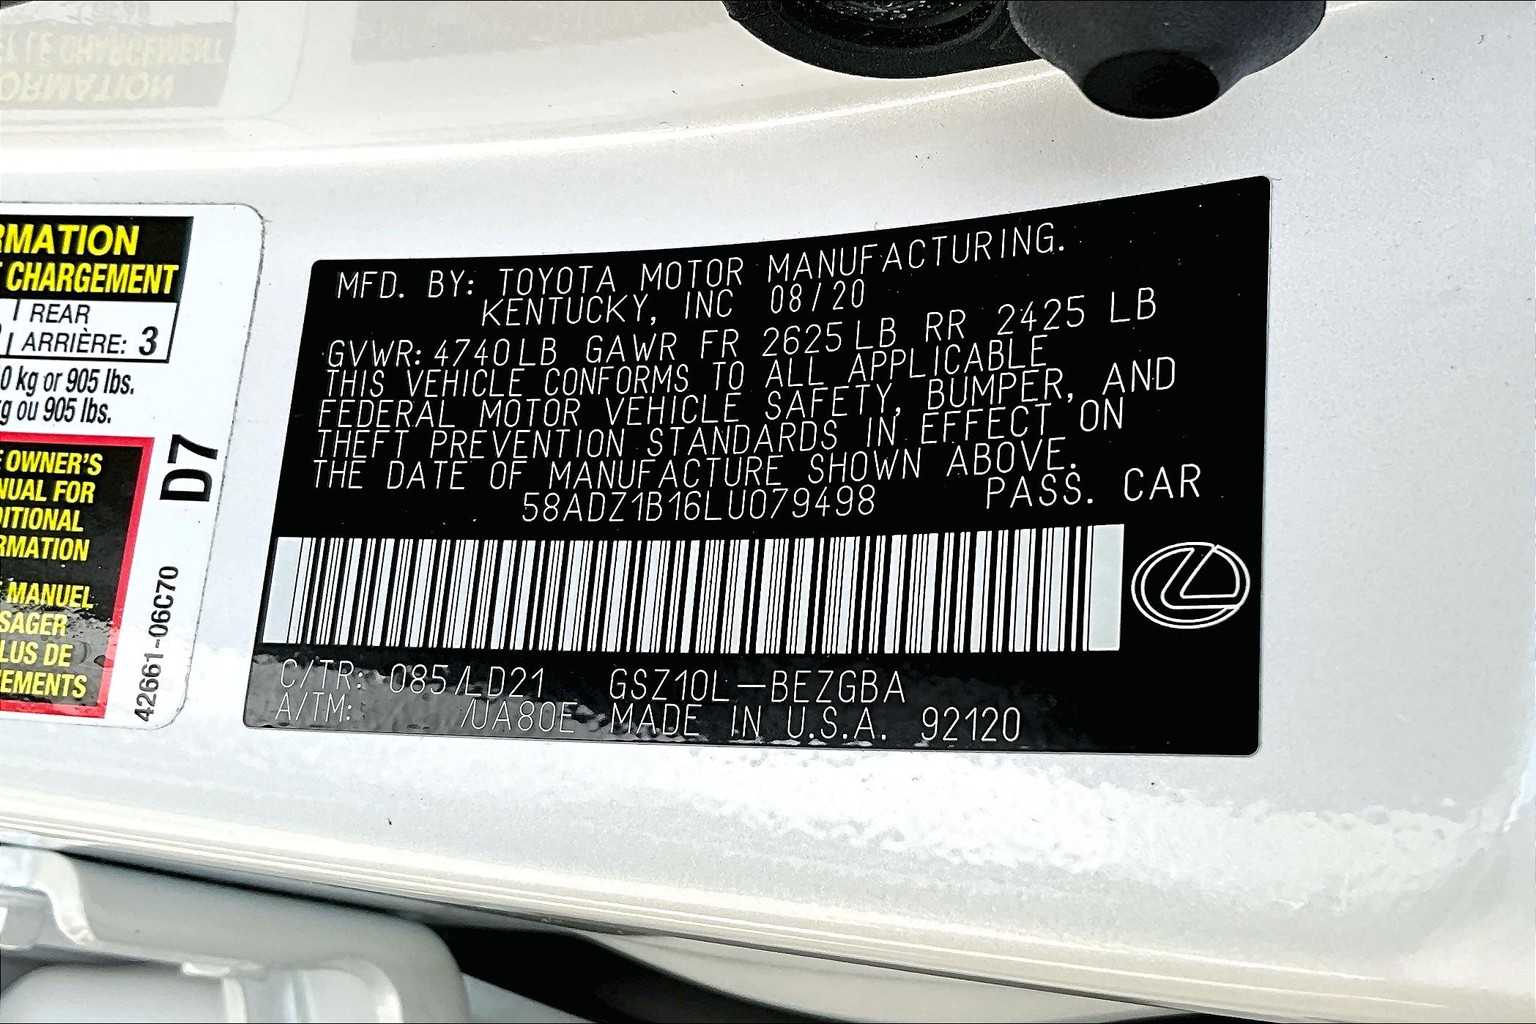 RMATION
CHARGEMENT
REAR
ARRIÈRE: 3
0 kg or 905 lbs.
kg ou 905 lbs.
E OWNER'S
NUAL FOR
DITIONAL
RMATION
MANUEL
SAGER
LUS DE
EMENTS
D7
42661-06C70
MFD. BY: TOYOTA MOTOR MANUFACTURING.
KENTUCKY, INC 08/20
GVWR: 4740LB GAWR FR 2625LB RR 2425 LB
THIS VEHICLE CONFORMS TO ALL APPLICABLE
FEDERAL MOTOR VEHICLE SAFETY, BUMPER, AND
THEFT PREVENTION STANDARDS IN EFFECT ON
THE DATE OF MANUFACTURE SHOWN ABOVE.
58ADZ1B16LU079498 PASS. CAR
C/TR: 085/LD21 GSZ10L-BEZGBA
A/TM: /UA80E MADE IN U.S.A. 92120